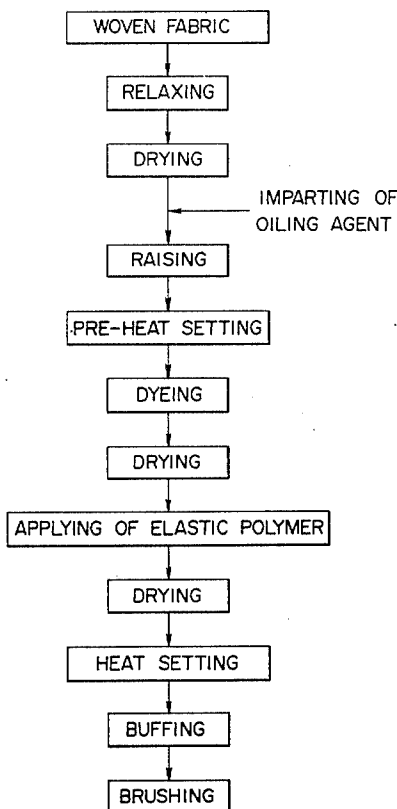 WOVEN FABRIC
RELAXING
DRYING
IMPARTING OF
OILING AGENT
RAISING
PRE-HEAT SETTING
DYEING
DRYING
APPLYING OF ELASTIC POLYMER
DRYING
HEAT SETTING
BUFFING
BRUSHING